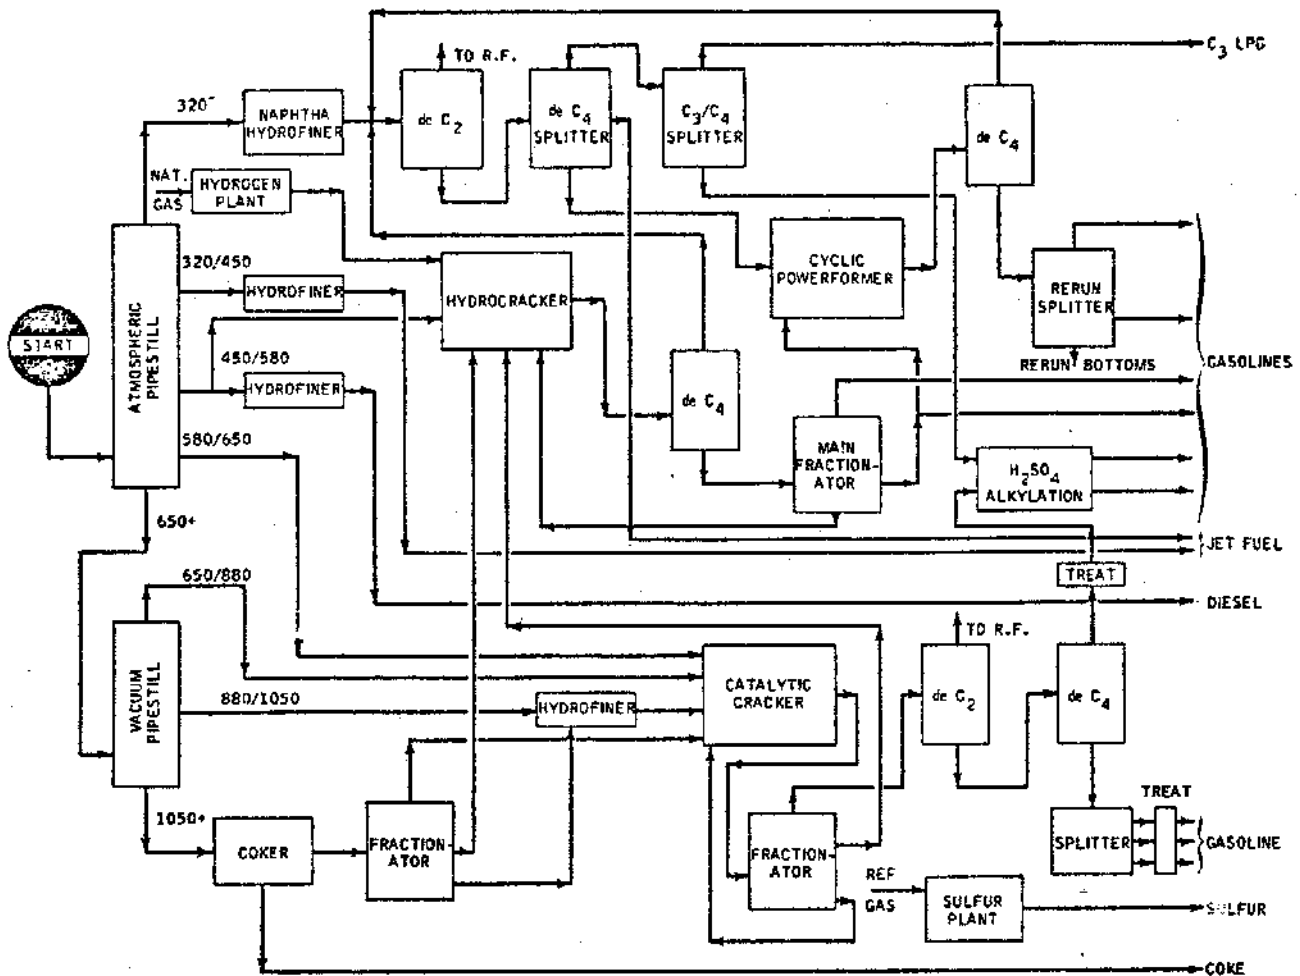 C3 LPG
TO R.F.
320-
NAPHTHA
HYDROFINER
de C2
de C4
SPLITTER
C3/C4
SPLITTER
de C4
NAT.
GAS
HYDROGEN
PLANT
320/450
HYDROFINER
HYDROCRACKER
CYCLIC
POWERFORMER
RERUN
SPLITTER
RERUN BOTTOMS
GASOLINES
START
ATMOSPHERIC
PIPESTILL
450/580
HYDROFINER
de C4
580/650
MAIN
FRACTION-
ATOR
H2SO4
ALKYLATION
650+
JET FUEL
TREAT
650/880
DIESEL
TO R.F.
VACUUM
PIPESTILL
CATALYTIC
CRACKER
de C2
de C4
880/1050
HYDROFINER
1050+
COKER
FRACTION-
ATOR
FRACTION-
ATOR
TREAT
SPLITTER
GASOLINE
REF
GAS
SULFUR
PLANT
SULFUR
COKE